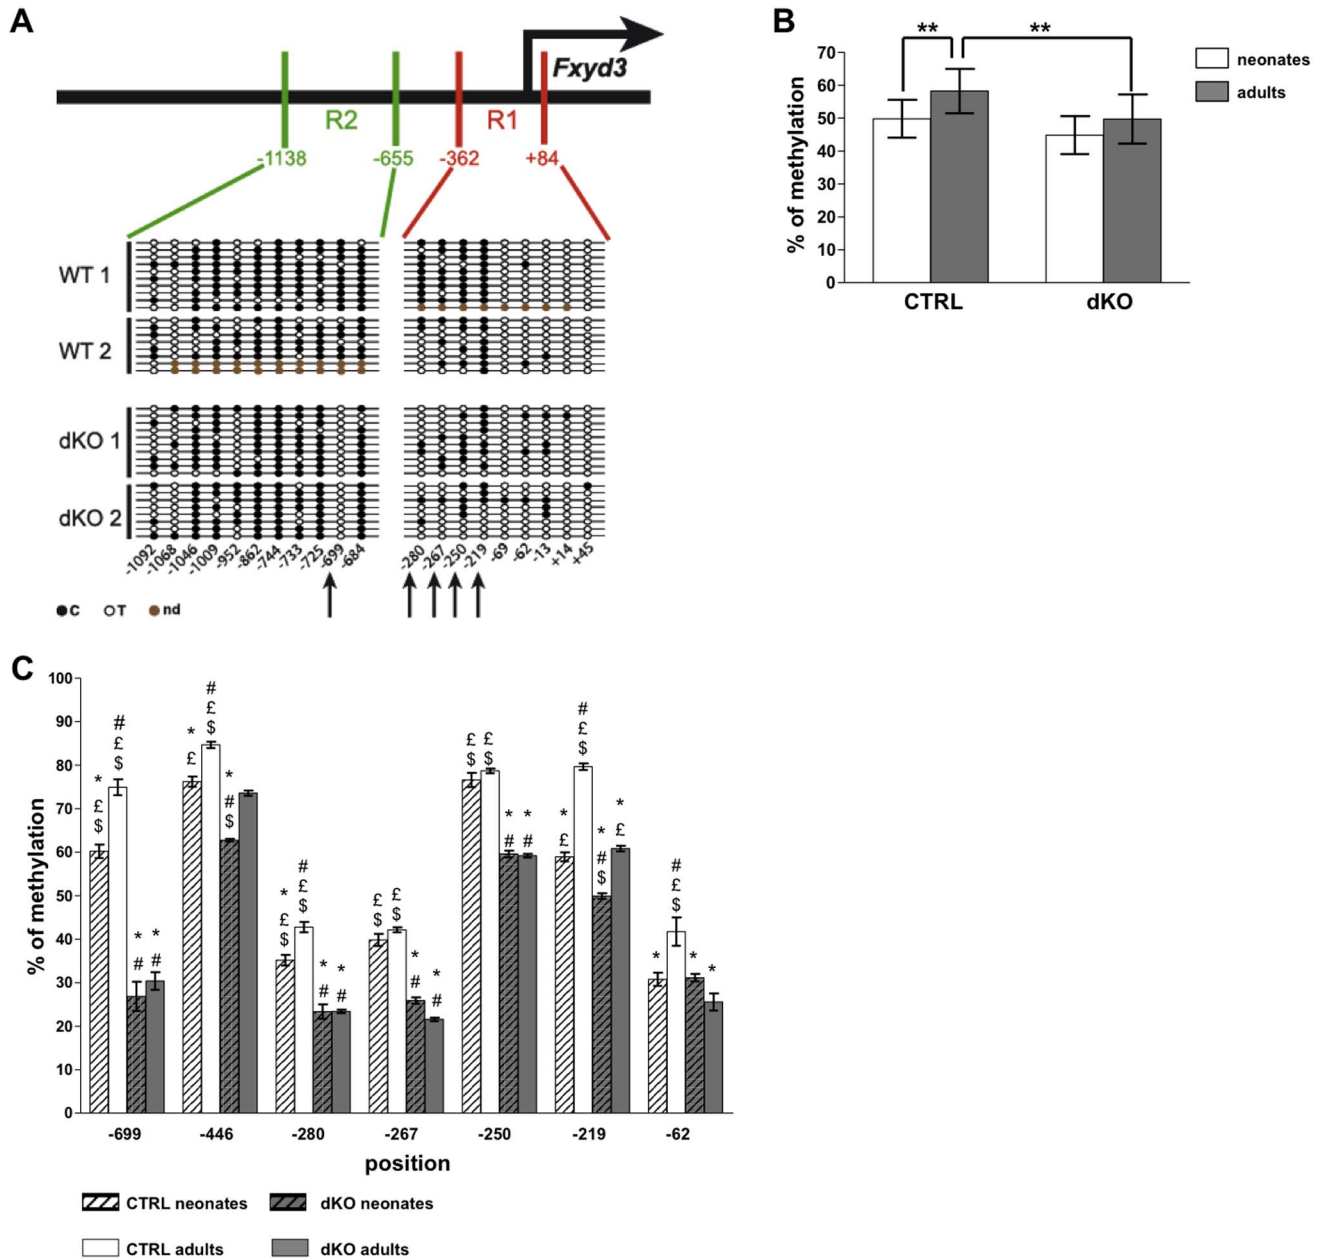 A
Fxyd3
R2
R1
-1138
-655
-362
+84
WT 1
WT 2
dKO 1
dKO 2
-1092 -1068 -1046 -1009 -952 -862 -744 -733 -725 -699 -684
-280 -267 -250 -219 -69 -62 -13 +14 +45
C T nd
B
** **
70
60
50
40
30
20
10
0
% of methylation
CTRL dKO
neonates
adults
C
100
90
80
70
60
50
40
30
20
10
0
% of methylation
* £ $
# £ $
* #
* #
* £
# £ $
* # $
* £ $
# £ $
* #
* #
£ $
£ $
* #
* #
£ $
£ $
* #
* #
* £
# £ $
* # $
* £
*
# £ $
*
*
-699 -446 -280 -267 -250 -219 -62
position
CTRL neonates dKO neonates
CTRL adults dKO adults